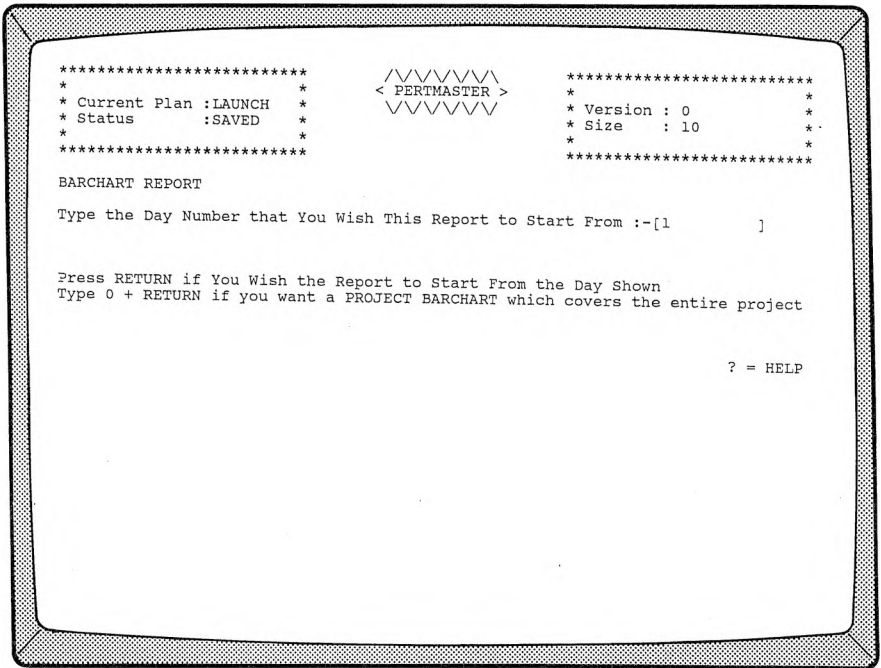 **************************
* *
* Current Plan :LAUNCH *
* Status :SAVED *
* *
**************************
/\/\/\/\/\/\
< PERTMASTER >
\/\/\/\/\/\/
**************************
* *
* Version : 0 *
* Size : 10 *
* *
**************************
BARCHART REPORT
Type the Day Number that You Wish This Report to Start From :-[1 ]
Press RETURN if You Wish the Report to Start From the Day Shown
Type 0 + RETURN if you want a PROJECT BARCHART which covers the entire project
? = HELP